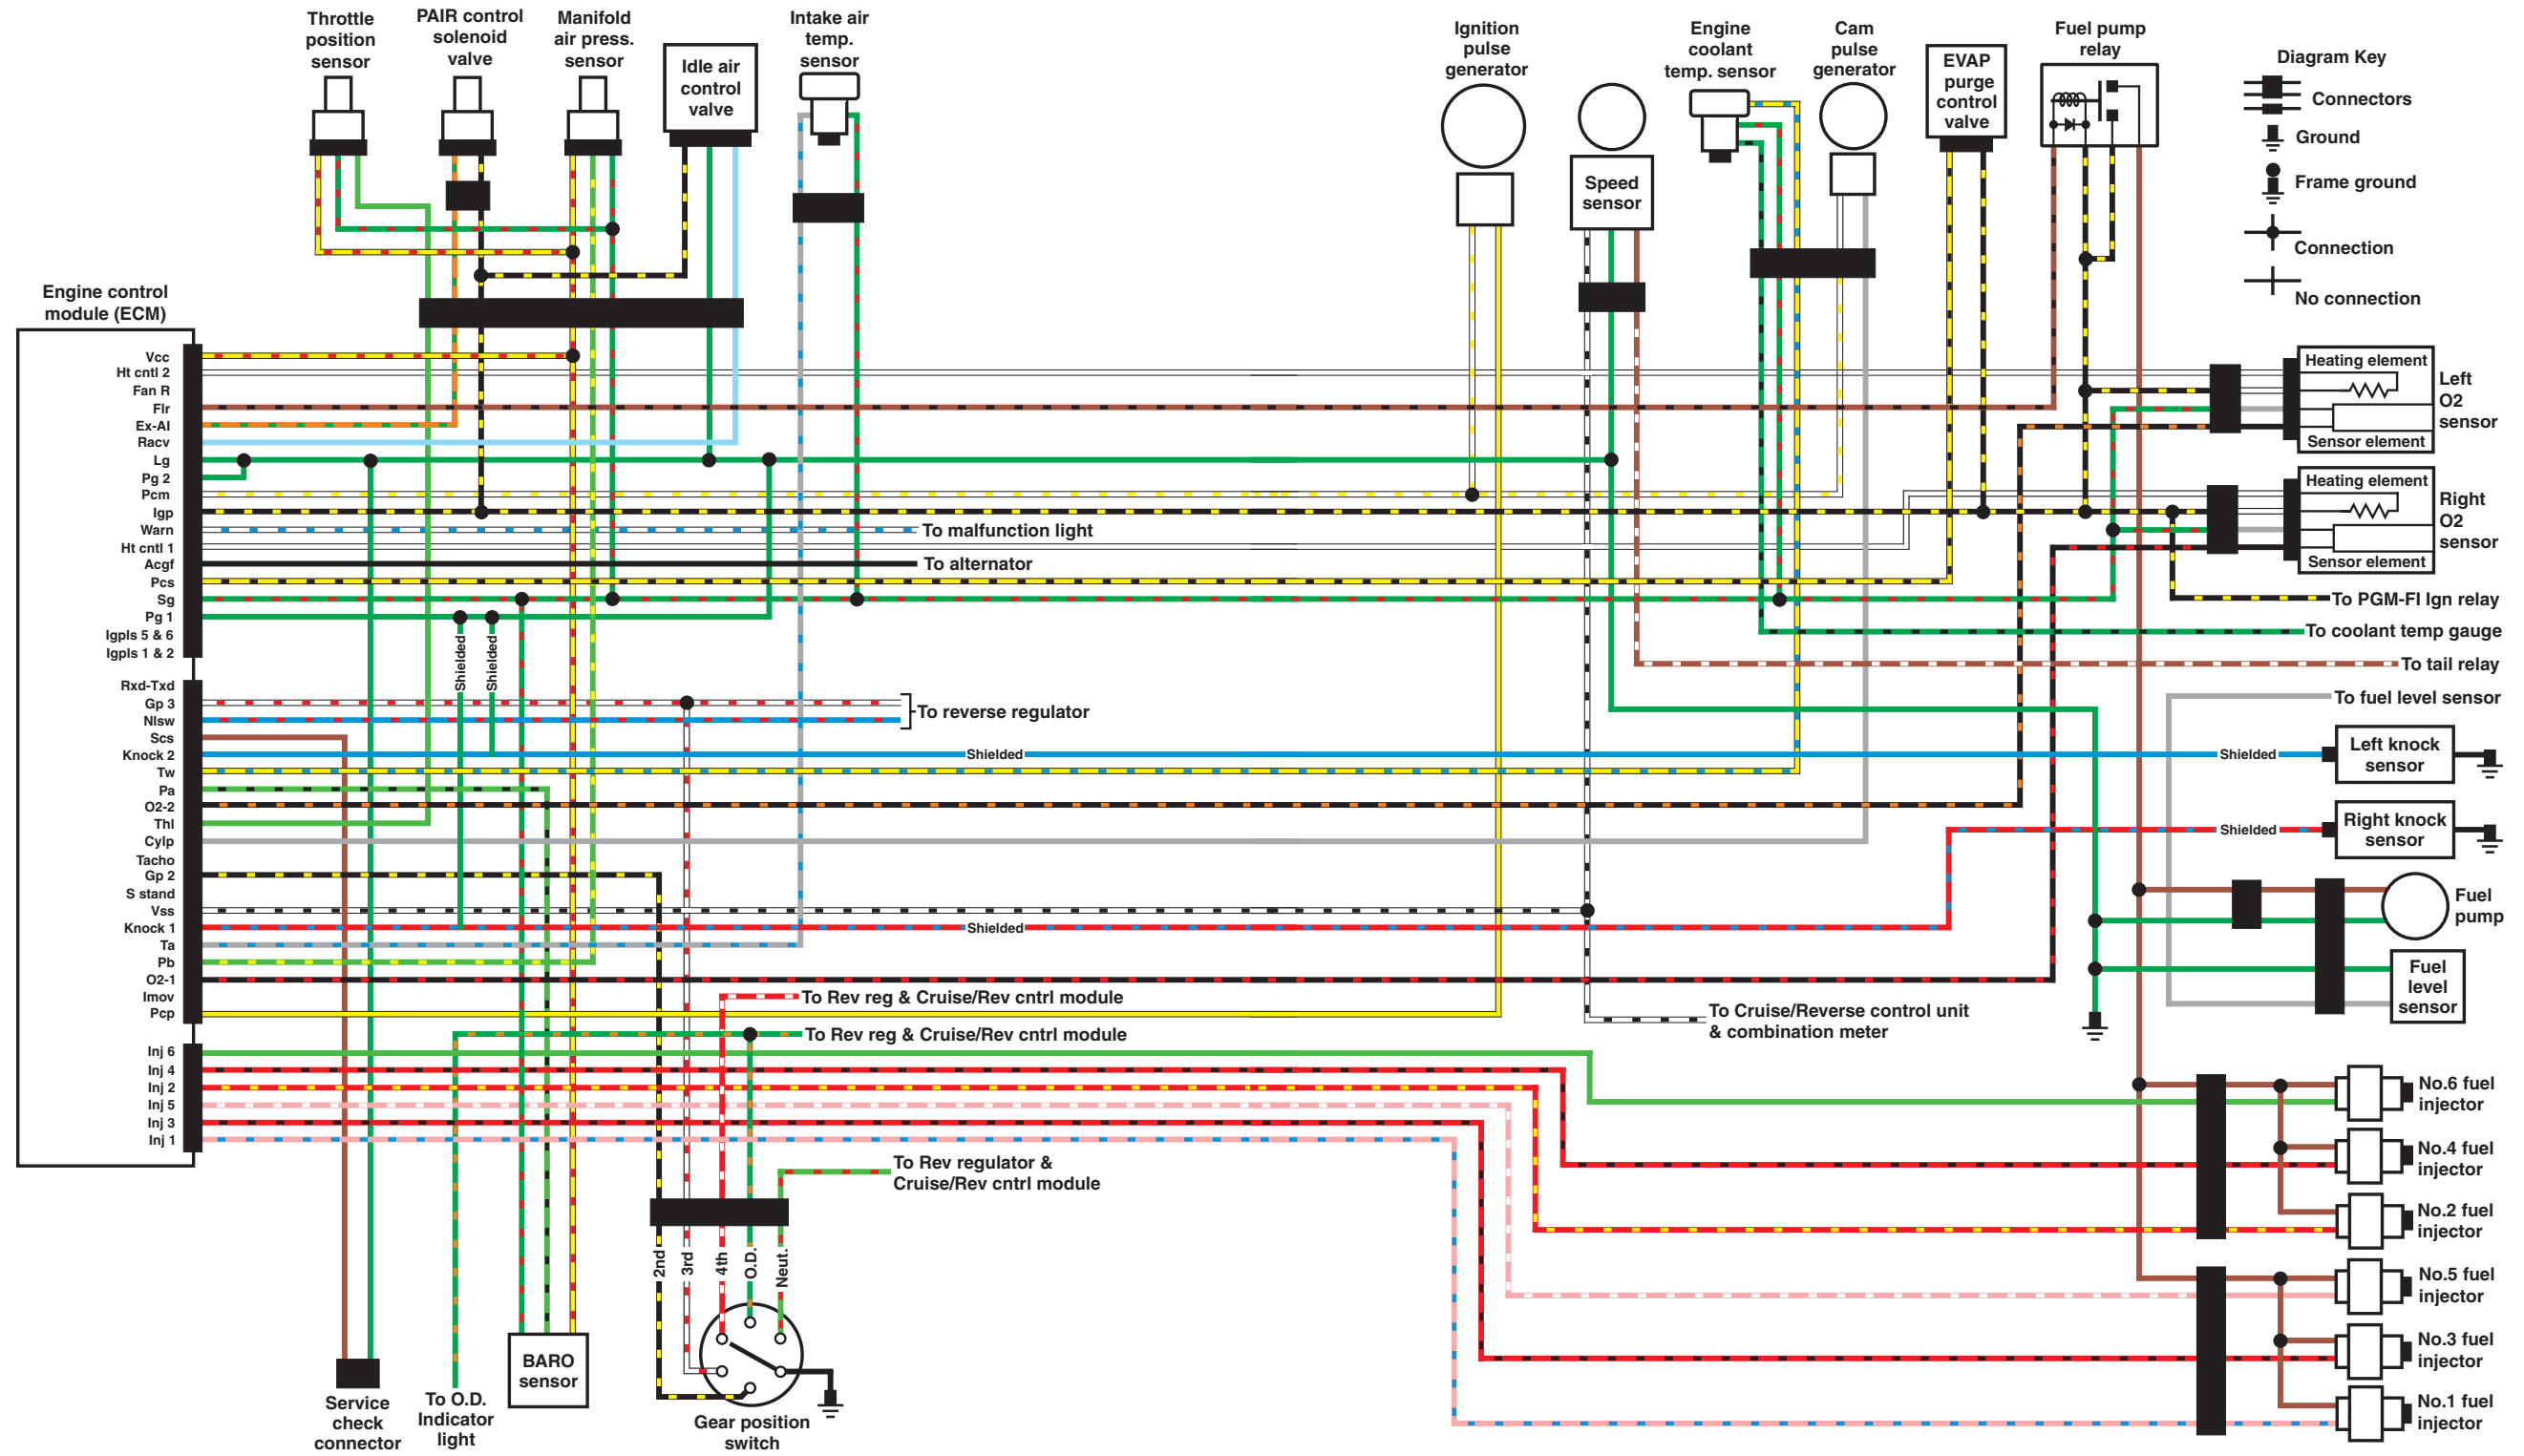 Throttle
position
sensor
PAIR control
solenoid
valve
Manifold
air press.
sensor
Idle air
control
valve
Intake air
temp.
sensor
Ignition
pulse
generator
Speed
sensor
Engine
coolant
temp. sensor
Cam
pulse
generator
EVAP
purge
control
valve
Fuel pump
relay
Diagram Key
Connectors
Ground
Frame ground
Connection
No connection
Engine control
module (ECM)
Vcc
Ht cntl 2
Fan R
Flr
Ex-AI
Racv
Lg
Pg 2
Pcm
Igp
Warn
Ht cntl 1
Acgf
Pcs
Sg
Pg 1
Igpls 5 & 6
Igpls 1 & 2
Rxd-Txd
Gp 3
Nlsw
Scs
Knock 2
Tw
Pa
O2-2
Thl
Cylp
Tacho
Gp 2
S stand
Vss
Knock 1
Ta
Pb
O2-1
Imov
Pcp
Inj 6
Inj 4
Inj 2
Inj 5
Inj 3
Inj 1
To malfunction light
To alternator
Shielded
Shielded
To reverse regulator
Shielded
Shielded
To Rev reg & Cruise/Rev cntrl module
To Rev reg & Cruise/Rev cntrl module
To Rev regulator &
Cruise/Rev cntrl module
To Cruise/Reverse control unit
& combination meter
Heating element
Sensor element
Left
O2
sensor
Heating element
Sensor element
Right
O2
sensor
To PGM-FI Ign relay
To coolant temp gauge
To tail relay
To fuel level sensor
Shielded
Left knock
sensor
Shielded
Right knock
sensor
Fuel
pump
Fuel
level
sensor
No.6 fuel
injector
No.4 fuel
injector
No.2 fuel
injector
No.5 fuel
injector
No.3 fuel
injector
No.1 fuel
injector
2nd
3rd
4th
O.D.
Neut.
Service
check
connector
To O.D.
Indicator
light
BARO
sensor
Gear position
switch